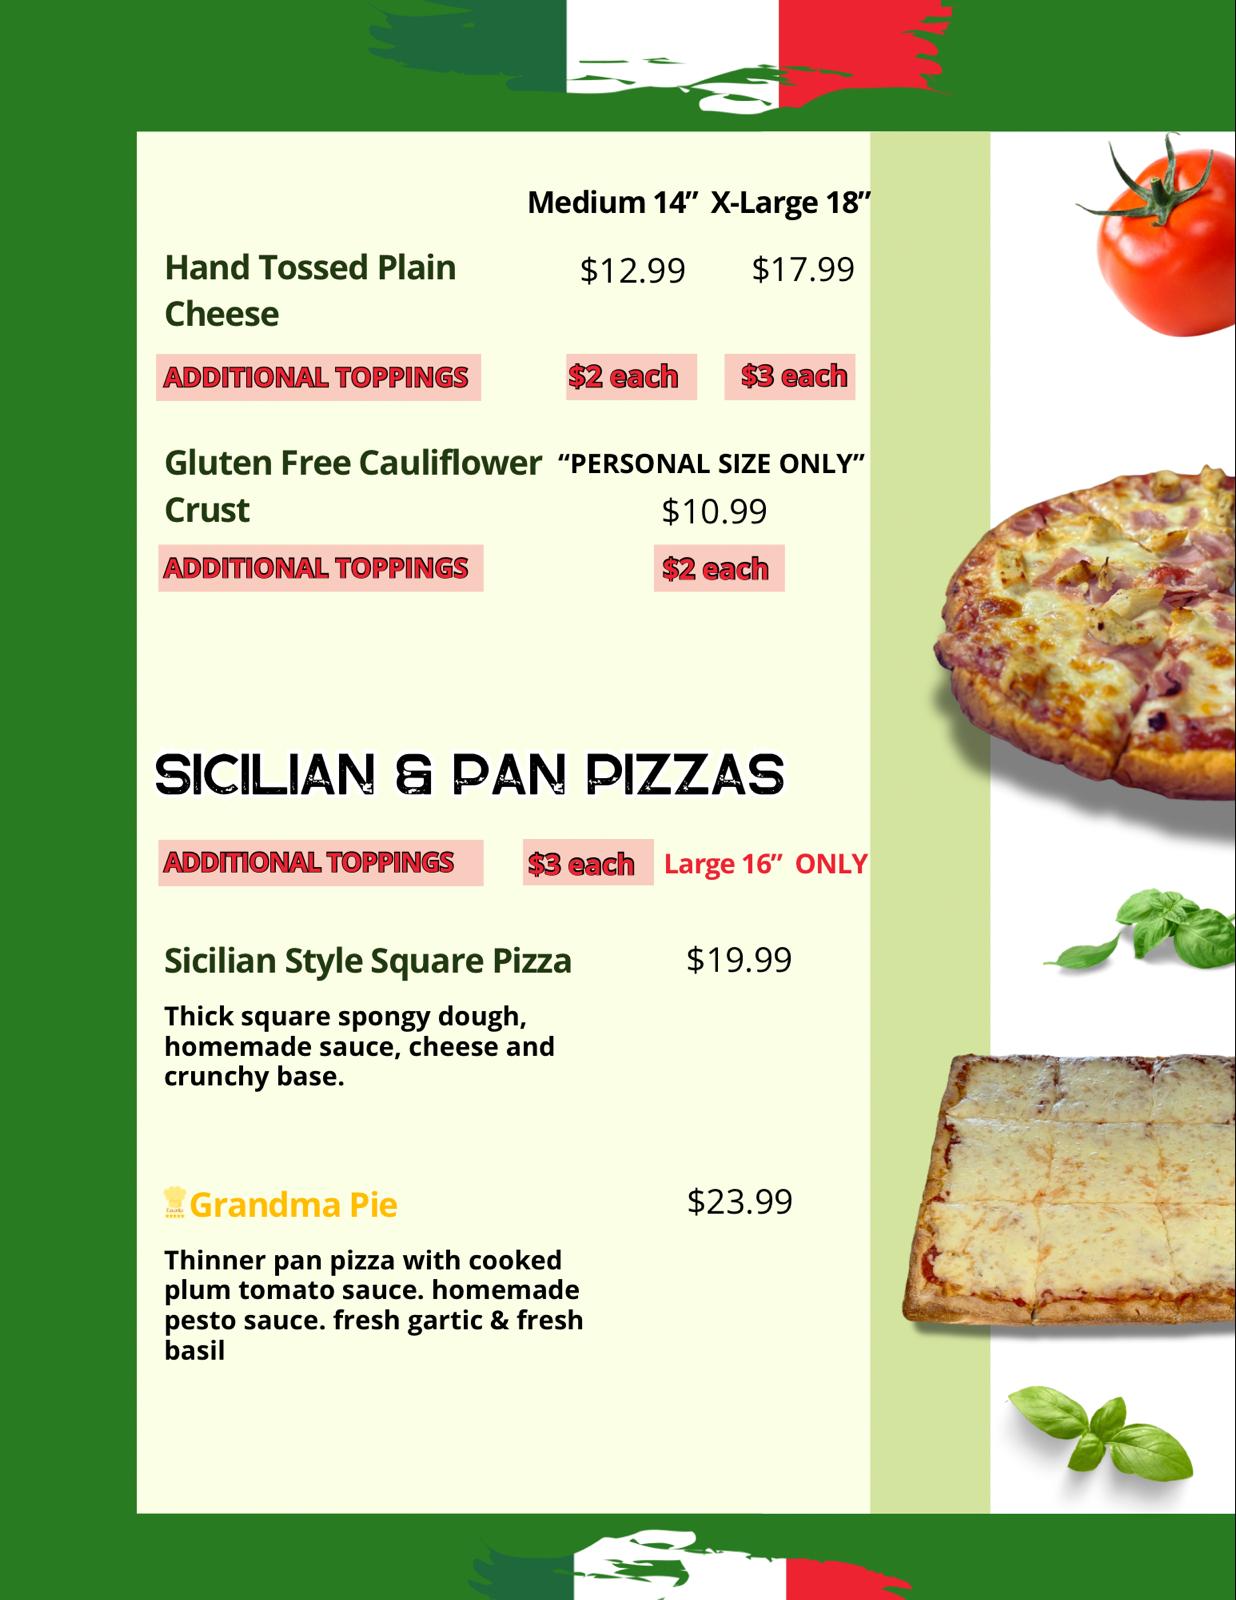 Medium 14” X-Large 18”
Hand Tossed Plain $12.99 $17.99
Cheese
ADDITIONAL TOPPINGS $2 each $3 each
Gluten Free Cauliflower “PERSONAL SIZE ONLY”
Crust $10.99
ADDITIONAL TOPPINGS $2 each
SICILIAN & PAN PIZZAS
ADDITIONAL TOPPINGS $3 each Large 16” ONLY
Sicilian Style Square Pizza $19.99
Thick square spongy dough,
homemade sauce, cheese and
crunchy base.
Grandma Pie $23.99
Thinner pan pizza with cooked
plum tomato sauce. homemade
pesto sauce. fresh gartic & fresh
basil